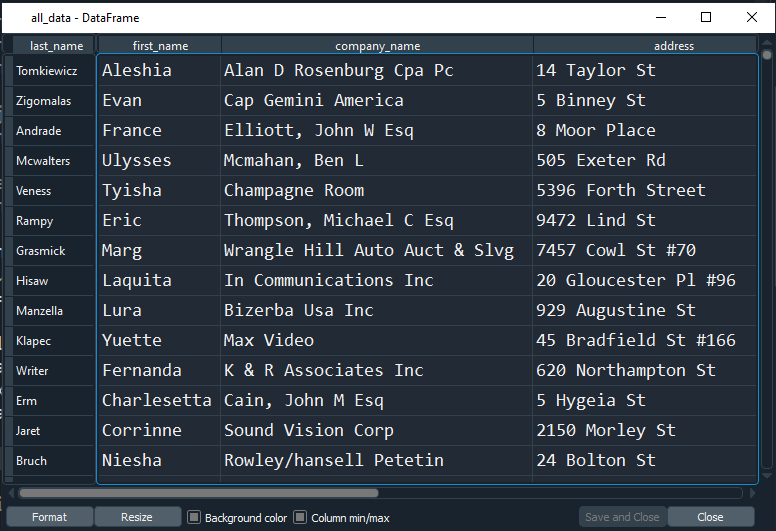 all_data - DataFrame
last_name first_name company_name address
Tomkiewicz Aleshia Alan D Rosenburg Cpa Pc 14 Taylor St
Zigomalas Evan Cap Gemini America 5 Binney St
Andrade France Elliott, John W Esq 8 Moor Place
Mcwalters Ulysses Mcmahan, Ben L 505 Exeter Rd
Veness Tyisha Champagne Room 5396 Forth Street
Rampy Eric Thompson, Michael C Esq 9472 Lind St
Grasmick Marg Wrangle Hill Auto Auct & Slvg 7457 Cowl St #70
Hisaw Laquita In Communications Inc 20 Gloucester Pl #96
Manzella Lura Bizerba Usa Inc 929 Augustine St
Klapec Yuette Max Video 45 Bradfield St #166
Writer Fernanda K & R Associates Inc 620 Northampton St
Erm Charlesetta Cain, John M Esq 5 Hygeia St
Jaret Corrinne Sound Vision Corp 2150 Morley St
Bruch Niesha Rowley/hansell Petetin 24 Bolton St
Format Resize Background color Column min/max Save and Close Close